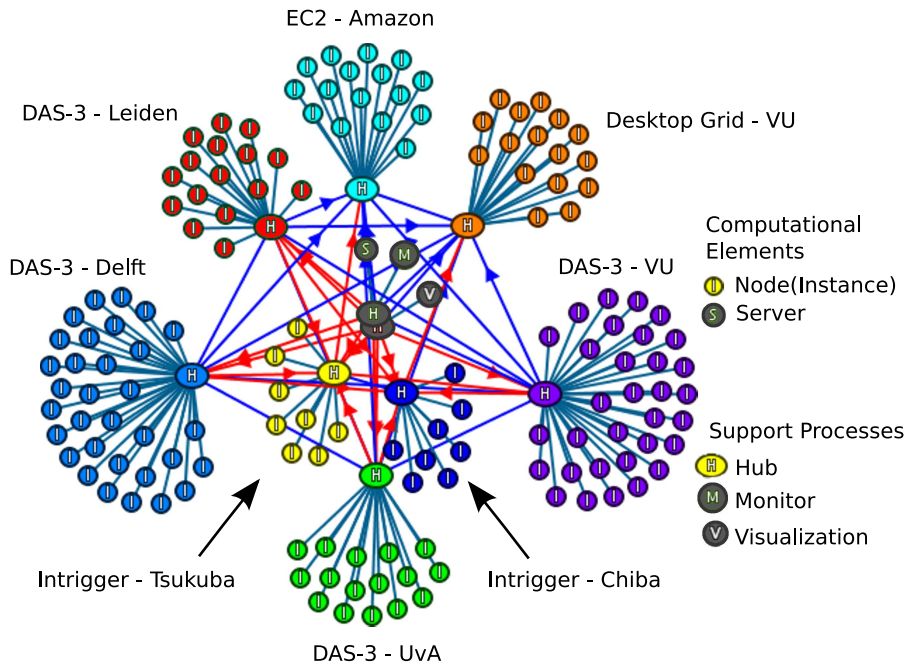 EC2 - Amazon
DAS-3 - Leiden
Desktop Grid - VU
DAS-3 - Delft
DAS-3 - VU
Computational
Elements
Node(Instance)
S Server
Support Processes
H Hub
M Monitor
V Visualization
H
H
H
S
M
V
H
H
H
H
H
H
H
Intrigger - Tsukuba
Intrigger - Chiba
DAS-3 - UvA